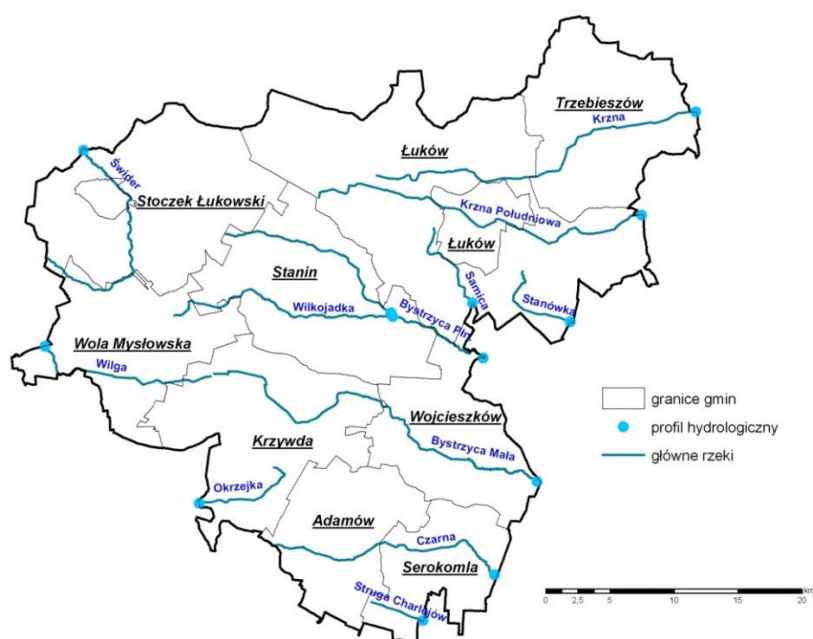 Trzebieszów
Krzna
Łuków
Świder
Stoczek Łukowski
Krzna Południowa
Łuków
Stanin
Samica
Stanówka
Wilkojadka
Bystrzyca Płn.
Wola Mysłowska
Wilga
granice gmin
profil hydrologiczny
główne rzeki
Wojcieszków
Krzywda
Bystrzyca Mała
Okrzejka
Adamów
Czarna
Serokomla
Struga Charlejów
km
0 2,5 5 10 15 20